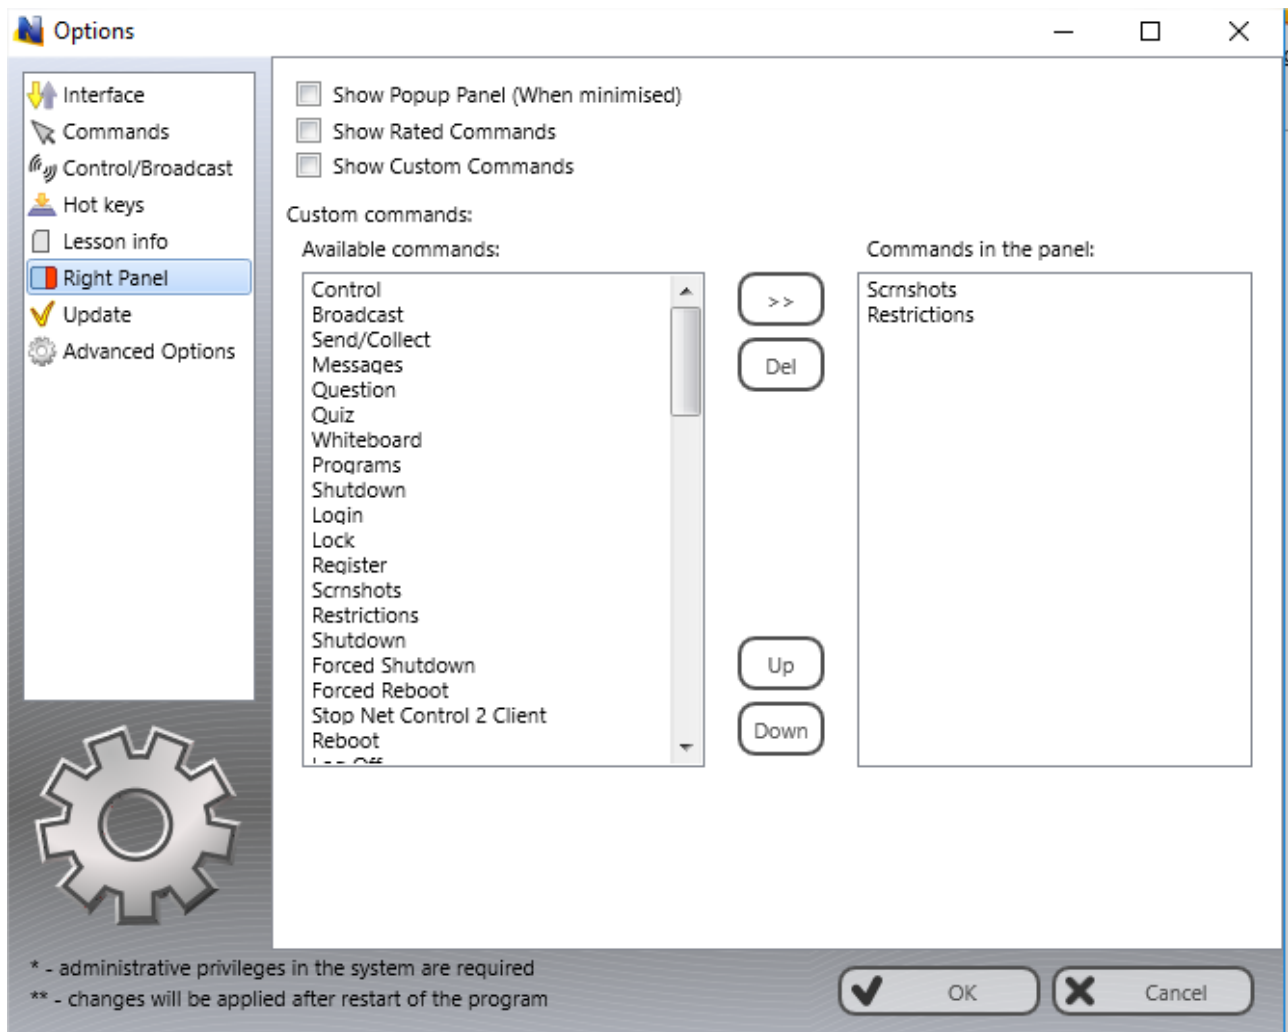 Options
Interface
Commands
Control/Broadcast
Hot keys
Lesson info
Right Panel
Update
Advanced Options
Show Popup Panel (When minimised)
Show Rated Commands
Show Custom Commands
Custom commands:
Available commands:
Control
Broadcast
Send/Collect
Messages
Question
Quiz
Whiteboard
Programs
Shutdown
Login
Lock
Register
Scrnshots
Restrictions
Shutdown
Forced Shutdown
Forced Reboot
Stop Net Control 2 Client
Reboot
Log Off
>>
Del
Up
Down
Commands in the panel:
Scrnshots
Restrictions
* - administrative privileges in the system are required
** - changes will be applied after restart of the program
OK
Cancel